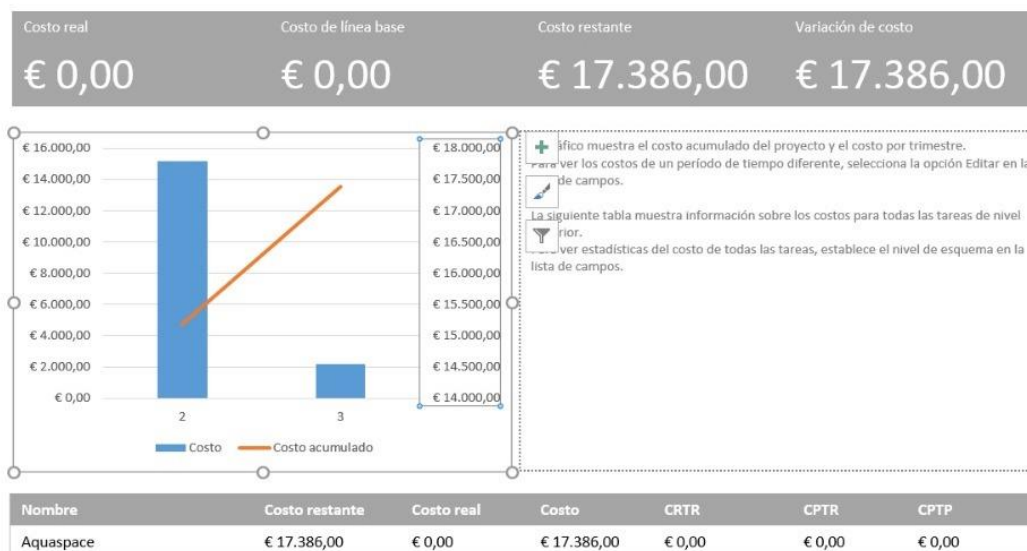 Costo real
Costo de línea base
Costo restante
Variación de costo
€ 0,00
€ 0,00
€ 17.386,00
€ 17.386,00
€ 16.000,00
€ 14.000,00
€ 12.000,00
€ 10.000,00
€ 8.000,00
€ 6.000,00
€ 4.000,00
€ 2.000,00
€ 0,00
€ 18.000,00
€ 17.500,00
€ 17.000,00
€ 16.500,00
€ 16.000,00
€ 15.500,00
€ 15.000,00
€ 14.500,00
€ 14.000,00
2
3
Costo
Costo acumulado
muestra el costo acumulado del proyecto y el costo por trimestre.
ver los costos de un período de tiempo diferente, selecciona la opción Editar en la
de campos.
La siguiente tabla muestra información sobre los costos para todas las tareas de nivel
ver estadísticas del costo de todas las tareas, establece el nivel de esquema en la
lista de campos.
Nombre Costo restante Costo real Costo CRTR CPTR CPTP
Aquaspace € 17.386,00 € 0,00 € 17.386,00 € 0,00 € 0,00 € 0,00